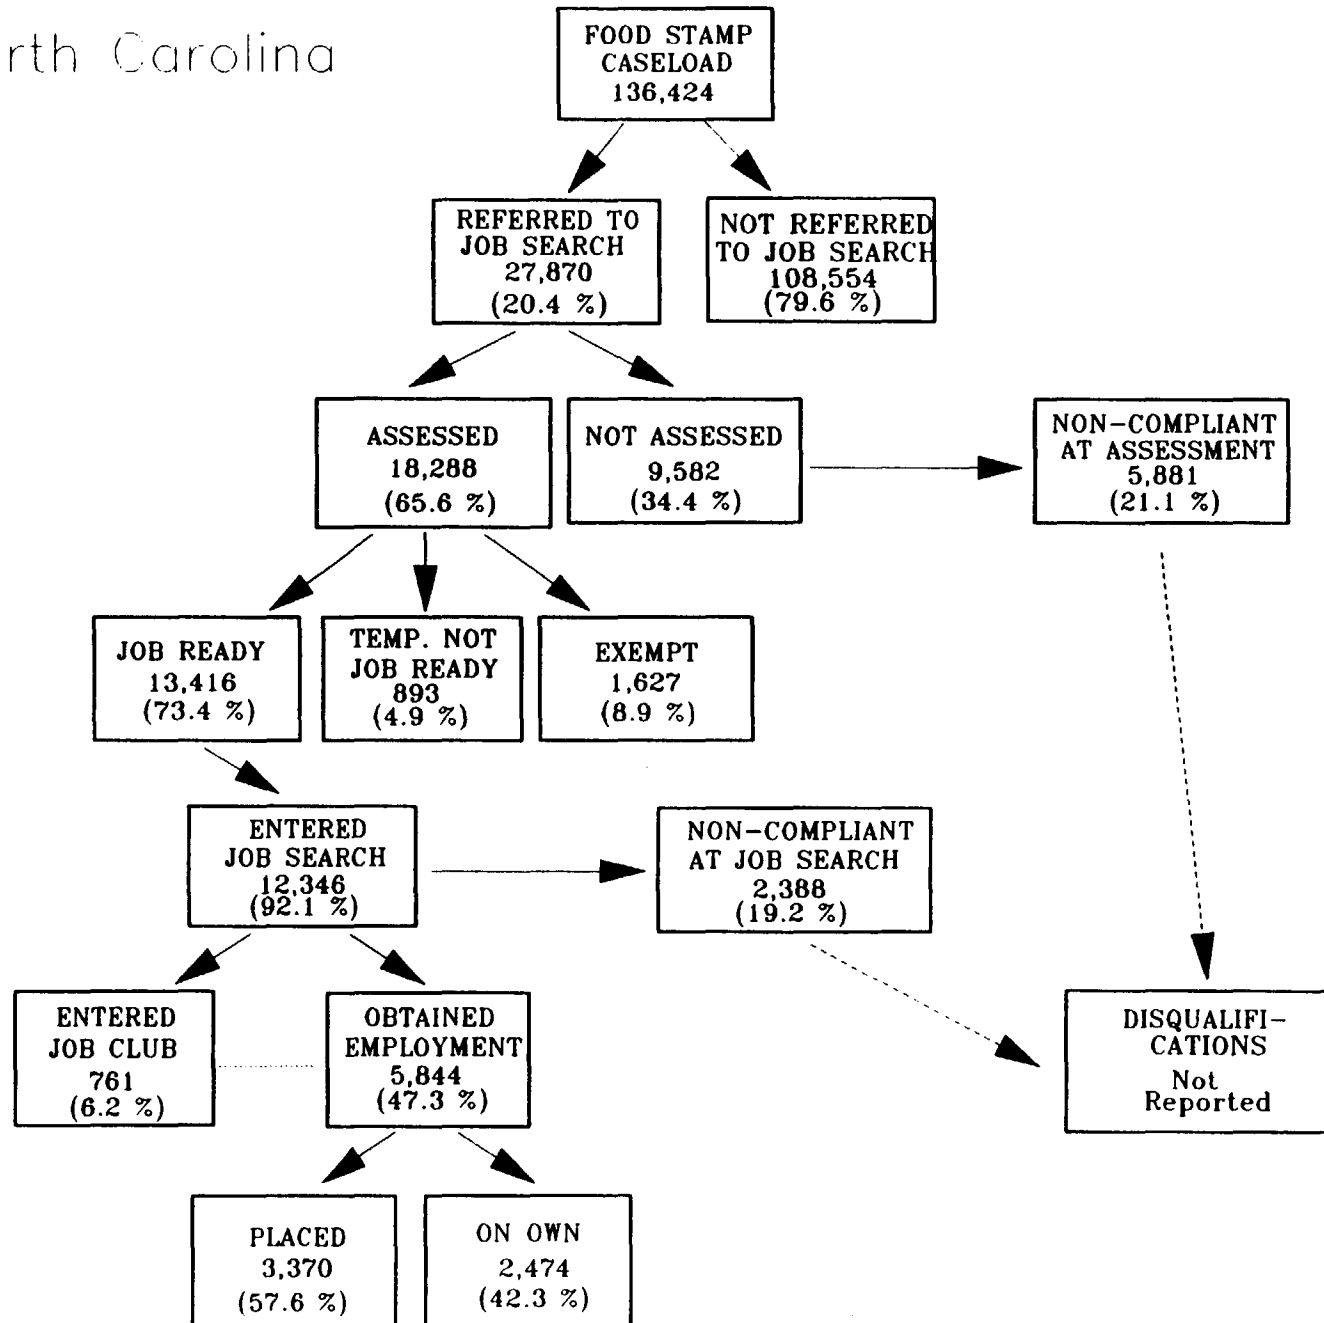 rth Carolina
FOOD STAMP
CASELOAD
136,424
REFERRED TO
JOB SEARCH
27,870
(20.4 %)
NOT REFERRED
TO JOB SEARCH
108,554
(79.6 %)
ASSESSED
18,288
(65.6 %)
NOT ASSESSED
9,582
(34.4 %)
NON-COMPLIANT
AT ASSESSMENT
5,881
(21.1 %)
JOB READY
13,416
(73.4 %)
TEMP. NOT
JOB READY
893
(4.9 %)
EXEMPT
1,627
(8.9 %)
ENTERED
JOB SEARCH
12,346
(92.1 %)
NON-COMPLIANT
AT JOB SEARCH
2,388
(19.2 %)
ENTERED
JOB CLUB
761
(6.2 %)
OBTAINED
EMPLOYMENT
5,844
(47.3 %)
DISQUALIFI-
CATIONS
Not
Reported
PLACED
3,370
(57.6 %)
ON OWN
2,474
(42.3 %)